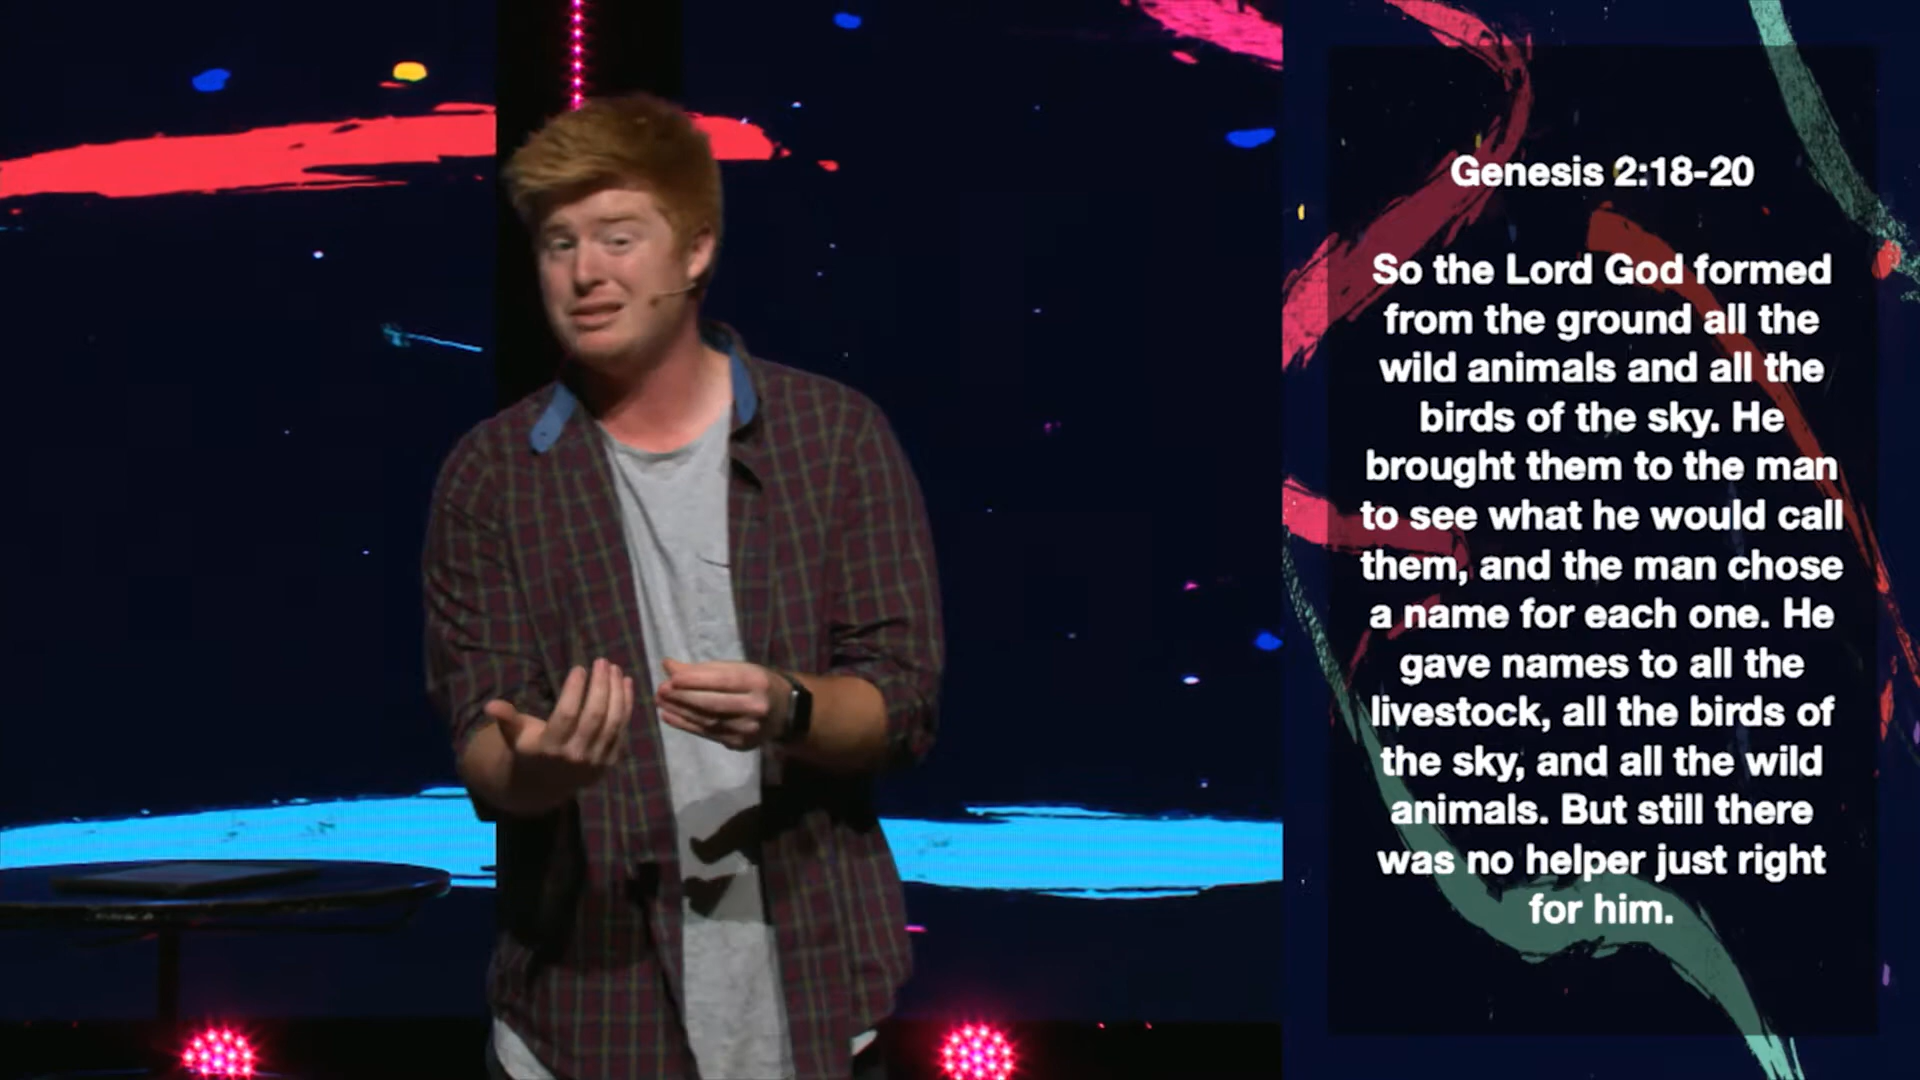 Genesis 2:18-20
So the Lord God formed
from the ground all the
wild animals and all the
birds of the sky. He
brought them to the man
to see what he would call
them, and the man chose
a name for each one. He
gave names to all the
livestock, all the birds of
the sky, and all the wild
animals. But still there
was no helper just right
for him.